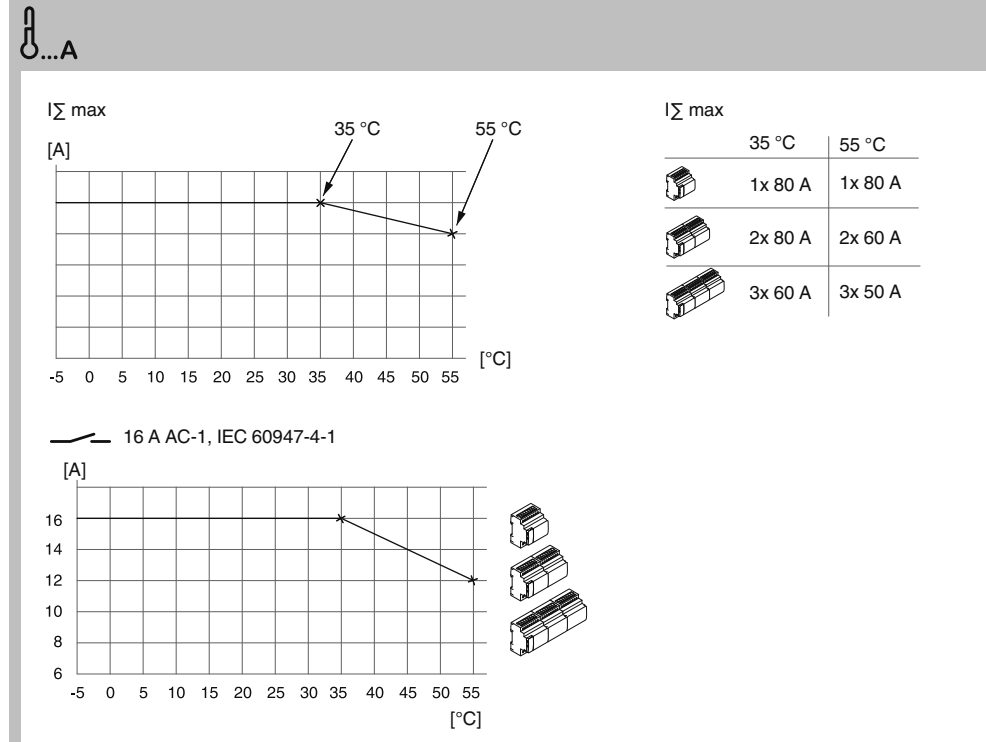 ...A
I∑ max
35 °C 55 °C
[A]
-5 0 5 10 15 20 25 30 35 40 45 50 55
[°C]
I∑ max
35 °C 55 °C
1x 80 A 1x 80 A
2x 80 A 2x 60 A
3x 60 A 3x 50 A
16 A AC-1, IEC 60947-4-1
[A]
16
14
12
10
8
6
-5 0 5 10 15 20 25 30 35 40 45 50 55
[°C]